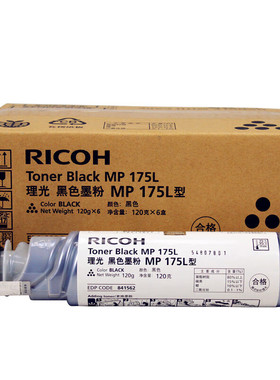 RICOH
Toner Black MP 175L
理光 黑色墨粉 MP 175L型
Color BLACK 颜色:黑色
Net Weight 120g×6 净含量:120克×6盒
合格
RICOH
Toner Black MP 175L
理光 黑色墨粉 MP 175L型
Color BLACK 颜色:黑色
Net Weight 120g 净含量:120克
EDP CODE 841562
54907801
合格